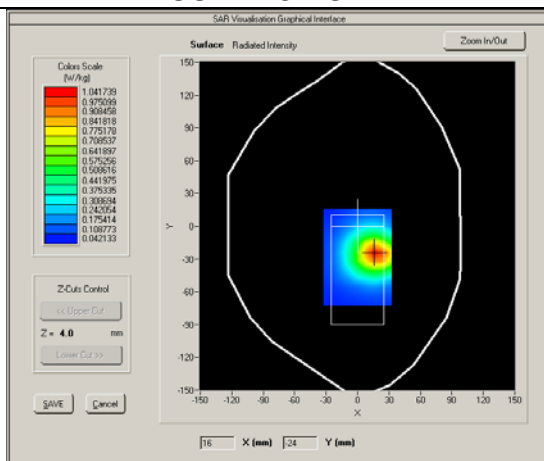 SAR Visualisation Graphical Interface
Surface Radiated Intensity
Zoom In/Out
Colors Scale
(W/kg)
1.041739
0.975099
0.908458
0.841818
0.775178
0.708537
0.641897
0.575256
0.508616
0.441975
0.375335
0.308694
0.242054
0.175414
0.108773
0.042133
Z-Cuts Control
<< Upper Cut
Z = 4.0 mm
Lower Cut >>
SAVE Cancel
150
120
90
60
30
0
-30
-60
-90
-120
-150
Y
-150 -120 -90 -60 -30 0 30 60 90 120 150
X
16 X (mm) -24 Y (mm)